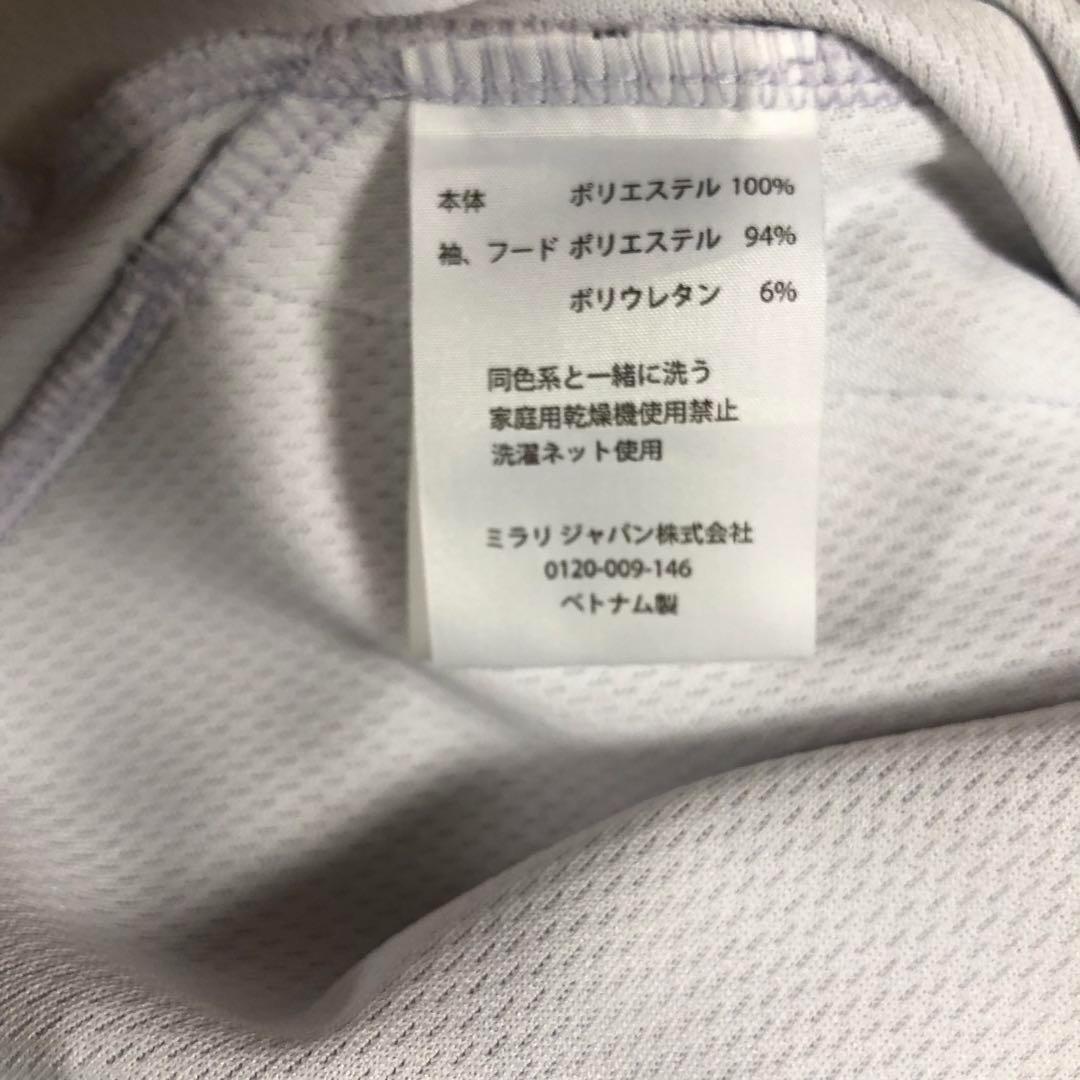 本体 ポリエステル 100%
袖、フード ポリエステル 94%
ポリウレタン 6%
同色系と一緒に洗う
家庭用乾燥機使用禁止
洗濯ネット使用
ミラリ ジャパン株式会社
0120-009-146
ベトナム製